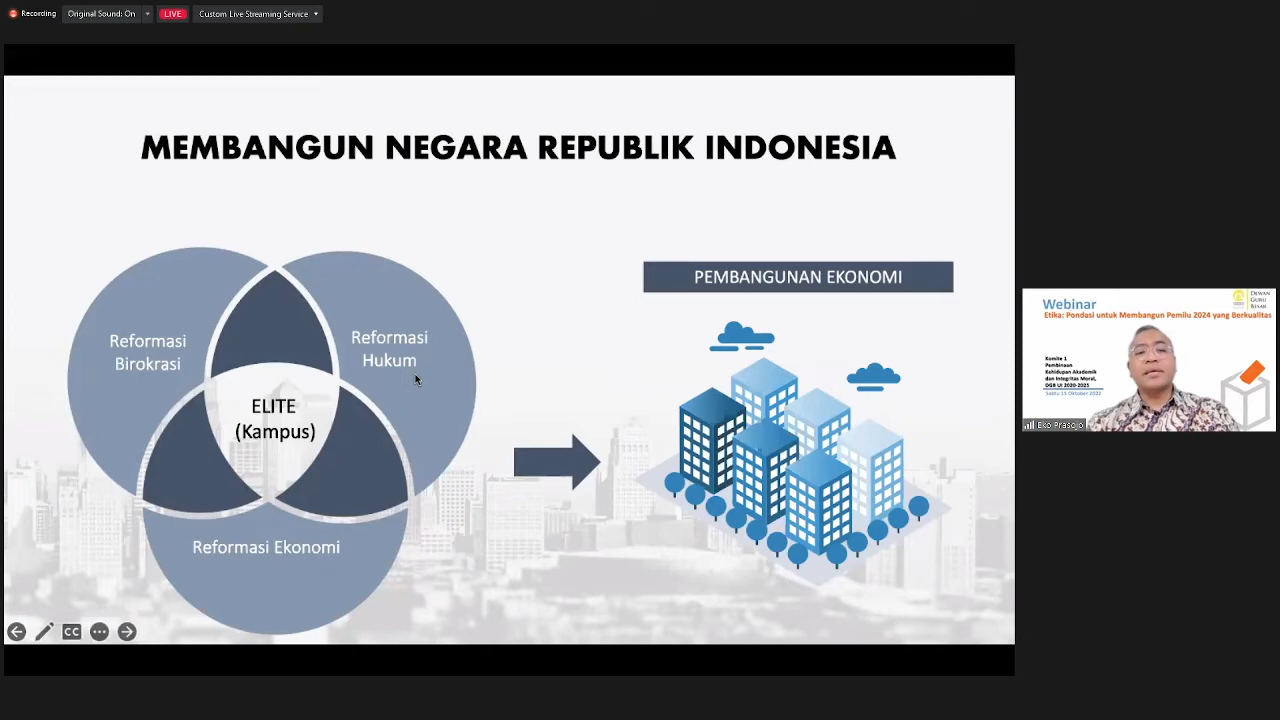 Recording
Original Sound: On
LIVE
Custom Live Streaming Service
MEMBANGUN NEGARA REPUBLIK INDONESIA
Reformasi
Birokrasi
Reformasi
Hukum
ELITE
(Kampus)
Reformasi Ekonomi
PEMBANGUNAN EKONOMI
CC
Webinar
Etika: Pondasi untuk Membangun Pemilu 2024 yang Berkualitas
DEWAN
GURU
BESAR
Komite 1
Pembinaan
Kehidupan Akademik
dan Integritas Moral,
DGB UI 2020-2025
Sabtu 15 Oktober 2022
Eko Prasojo